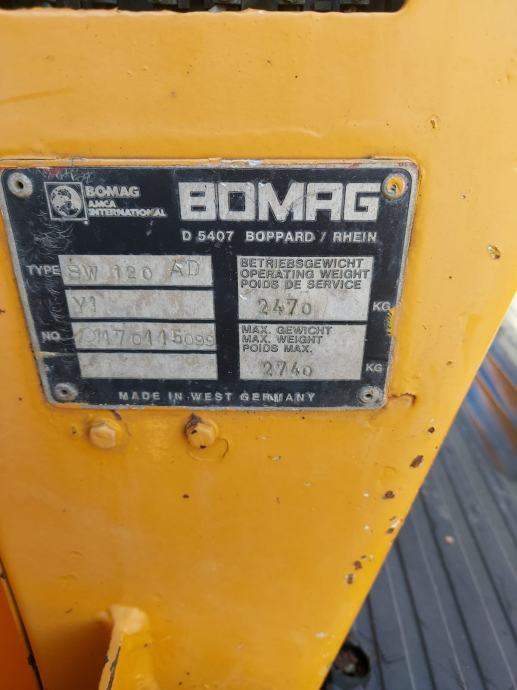 BOMAG
AMCA
INTERNATIONAL
BOMAG
D 5407 BOPPARD / RHEIN
TYPE BW 120 AD
Y1
NO.
BETRIEBSGEWICHT
OPERATING WEIGHT
POIDS DE SERVICE
2470 KG
MAX. GEWICHT
MAX. WEIGHT
POIDS MAX.
2740 KG
MADE IN WEST GERMANY